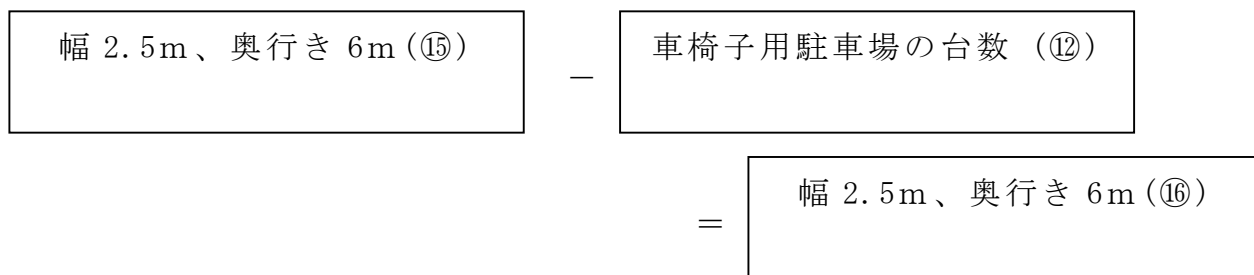 幅 2.5m、奥行き 6m(⑮)
－
車椅子用駐車場の台数 (⑫)
＝
幅 2.5m、奥行き 6m(⑯)